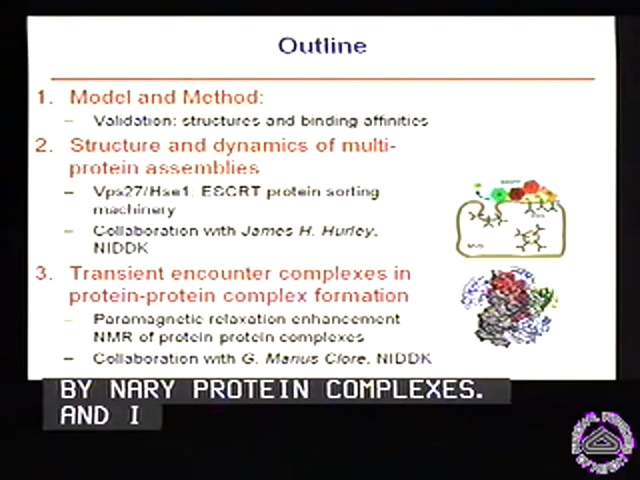 Outline
1. Model and Method:
– Validation: structures and binding affinities
2. Structure and dynamics of multi-
protein assemblies
– Vps27/Hse1: ESCRT protein sorting
machinery
– Collaboration with James H. Hurley,
NIDDK
3. Transient encounter complexes in
protein-protein complex formation
– Paramagnetic relaxation enhancement
NMR of protein protein complexes
– Collaboration with G. Marius Clore, NIDDK
BY NARY PROTEIN COMPLEXES.
AND I